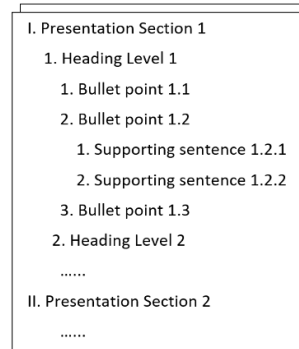 I. Presentation Section 1
1. Heading Level 1
1. Bullet point 1.1
2. Bullet point 1.2
1. Supporting sentence 1.2.1
2. Supporting sentence 1.2.2
3. Bullet point 1.3
2. Heading Level 2
......
II. Presentation Section 2
......